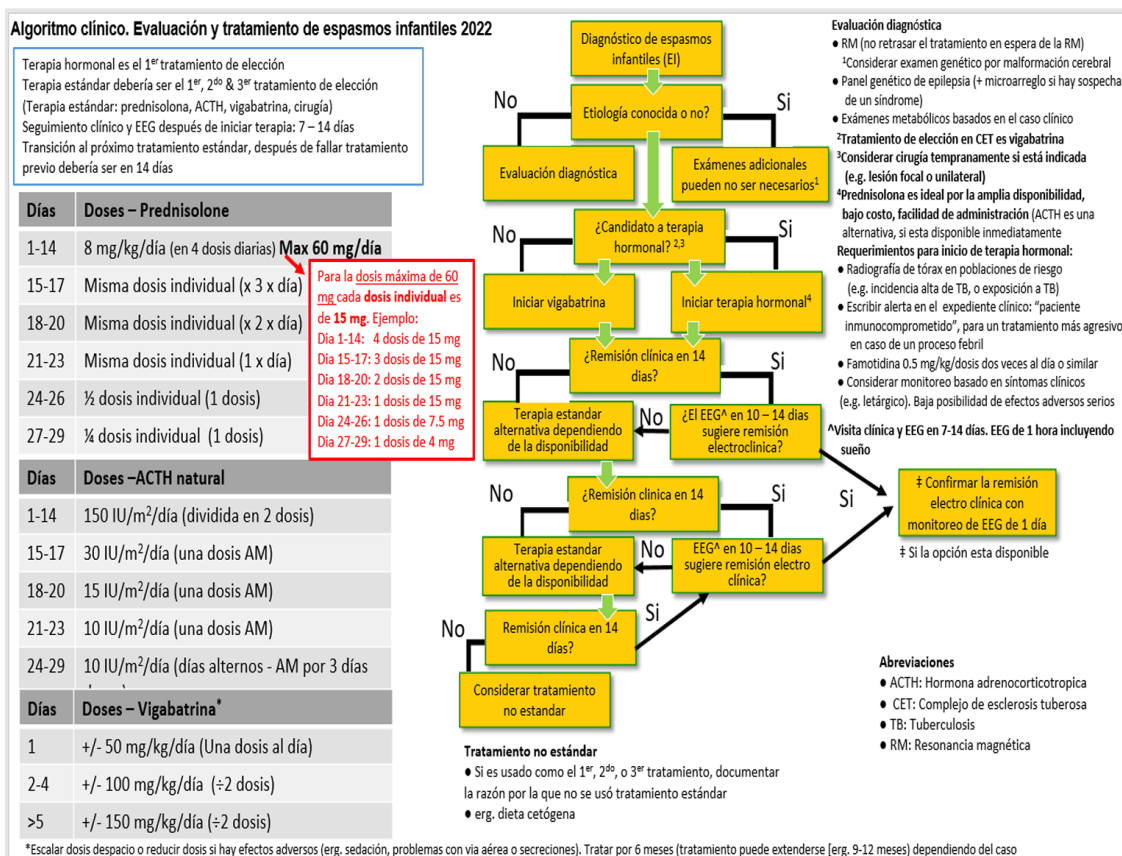 Algoritmo clínico. Evaluación y tratamiento de espasmos infantiles 2022
Terapia hormonal es el 1er tratamiento de elección
Terapia estándar debería ser el 1er, 2do & 3er tratamiento de elección
(Terapia estándar: prednisolona, ACTH, vigabatrina, cirugía)
Seguimiento clínico y EEG después de iniciar terapia: 7 – 14 días
Transición al próximo tratamiento estándar, después de fallar tratamiento
previo debería ser en 14 días
Días Doses – Prednisolone
1-14 8 mg/kg/día (en 4 dosis diarias) Max 60 mg/día
15-17 Misma dosis individual (x 3 x día)
18-20 Misma dosis individual (x 2 x día)
21-23 Misma dosis individual (1 x día)
24-26 ½ dosis individual (1 dosis)
27-29 ¼ dosis individual (1 dosis)
Para la dosis máxima de 60
mg cada dosis individual es
de 15 mg. Ejemplo:
Dia 1-14: 4 dosis de 15 mg
Dia 15-17: 3 dosis de 15 mg
Dia 18-20: 2 dosis de 15 mg
Dia 21-23: 1 dosis de 15 mg
Dia 24-26: 1 dosis de 7.5 mg
Dia 27-29: 1 dosis de 4 mg
Días Doses –ACTH natural
1-14 150 IU/m2/día (dividida en 2 dosis)
15-17 30 IU/m2/día (una dosis AM)
18-20 15 IU/m2/día (una dosis AM)
21-23 10 IU/m2/día (una dosis AM)
24-29 10 IU/m2/día (días alternos - AM por 3 días
Días Doses – Vigabatrina*
1 +/- 50 mg/kg/día (Una dosis al día)
2-4 +/- 100 mg/kg/día (÷2 dosis)
>5 +/- 150 mg/kg/día (÷2 dosis)
Diagnóstico de espasmos
infantiles (EI)
No
Si
Etiología conocida o no?
Evaluación diagnóstica
Exámenes adicionales
pueden no ser necesarios1
No
Si
¿Candidato a terapia
hormonal? 2,3
Iniciar vigabatrina
Iniciar terapia hormonal4
No
Si
¿Remisión clínica en 14
dias?
Terapia estandar
alternativa dependiendo
de la disponibilidad
No
¿El EEG^ en 10 – 14 dias
sugiere remisión
electroclinica?
No
Si
¿Remisión clinica en 14
dias?
Si
Terapia estandar
alternativa dependiendo
de la disponibilidad
No
EEG^ en 10 – 14 dias
sugiere remisión electro
clínica?
No
Si
Remisión clínica en 14
días?
Considerar tratamiento
no estandar
‡ Confirmar la remisión
electro clínica con
monitoreo de EEG de 1 día
‡ Si la opción esta disponible
Evaluación diagnóstica
● RM (no retrasar el tratamiento en espera de la RM)
1Considerar examen genético por malformación cerebral
● Panel genético de epilepsia (+ microarreglo si hay sospecha
de un síndrome)
● Exámenes metabólicos basados en el caso clínico
2Tratamiento de elección en CET es vigabatrina
3Considerar cirugía tempranamente si está indicada
(e.g. lesión focal o unilateral)
4Prednisolona es ideal por la amplia disponibilidad,
bajo costo, facilidad de administración (ACTH es una
alternativa, si esta disponible inmediatamente
Requerimientos para inicio de terapia hormonal:
● Radiografía de tórax en poblaciones de riesgo
(e.g. incidencia alta de TB, o exposición a TB)
● Escribir alerta en el expediente clínico: “paciente
inmunocomprometido”, para un tratamiento más agresivo
en caso de un proceso febril
● Famotidina 0.5 mg/kg/dosis dos veces al día o similar
● Considerar monitoreo basado en síntomas clínicos
(e.g. letárgico). Baja posibilidad de efectos adversos serios
^Visita clínica y EEG en 7-14 días. EEG de 1 hora incluyendo
sueño
Abreviaciones
● ACTH: Hormona adrenocorticotropica
● CET: Complejo de esclerosis tuberosa
● TB: Tuberculosis
● RM: Resonancia magnética
Tratamiento no estándar
● Si es usado como el 1er, 2do, o 3er tratamiento, documentar
la razón por la que no se usó tratamiento estándar
● erg. dieta cetógena
*Escalar dosis despacio o reducir dosis si hay efectos adversos (erg. sedación, problemas con via aérea o secreciones). Tratar por 6 meses (tratamiento puede extenderse [erg. 9-12 meses) dependiendo del caso